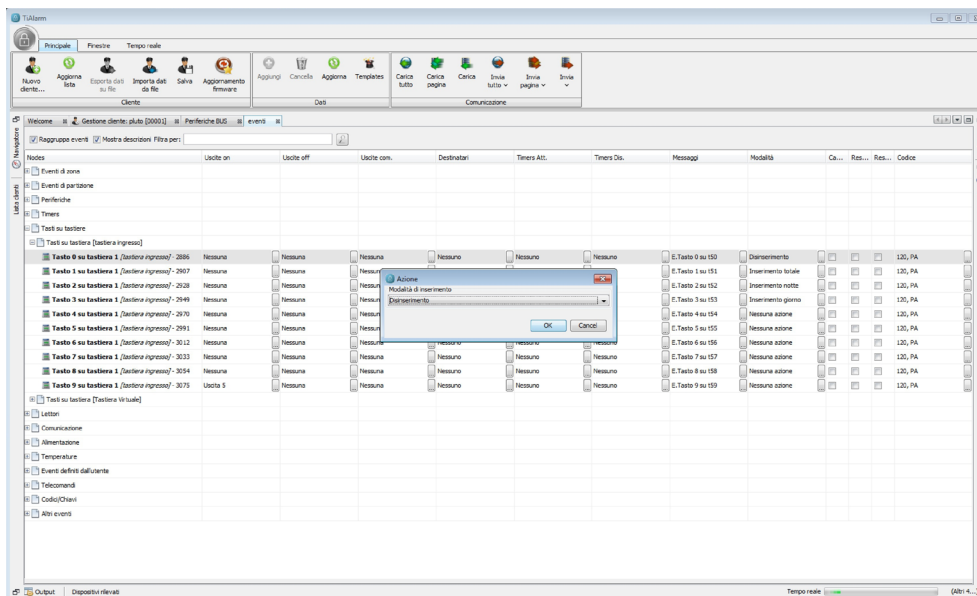 TiAlarm
Principale Finestre Tempo reale
Nuovo cliente... Aggiorna lista Esporta dati su file Importa dati da file Salva Aggiornamento firmware Aggiungi Cancella Aggiorna Templates Carica tutto Carica pagina Carica Invia tutto Invia pagina Invia
Cliente Dati Comunicazione
Welcome Gestione cliente: pluto [00001] Periferiche BUS eventi
Navigatore
Lista clienti
Raggruppa eventi Mostra descrizioni Filtra per:
Nodes Uscite on Uscite off Uscite com. Destinatari Timers Att. Timers Dis. Messaggi Modalità Ca... Res... Res... Codice
Eventi di zona
Eventi di partizione
Periferiche
Timers
Tasti su tastiere
Tasti su tastiera [tastiera ingresso]
Tasto 0 su tastiera 1 [tastiera ingresso] - 2886 Nessuna ... Nessuna ... Nessuna ... Nessuno ... Nessuno ... Nessuno ... E.Tasto 0 su t50 ... Disinserimento ... 120, PA ...
Tasto 1 su tastiera 1 [tastiera ingresso] - 2907 Nessuna ... Nessuna ... Nessun E.Tasto 1 su t51 ... Inserimento totale ... 120, PA ...
Tasto 2 su tastiera 1 [tastiera ingresso] - 2928 Nessuna ... Nessuna ... Nessun E.Tasto 2 su t52 ... Inserimento notte ... 120, PA ...
Tasto 3 su tastiera 1 [tastiera ingresso] - 2949 Nessuna ... Nessuna ... Nessun E.Tasto 3 su t53 ... Inserimento giorno ... 120, PA ...
Tasto 4 su tastiera 1 [tastiera ingresso] - 2970 Nessuna ... Nessuna ... Nessun E.Tasto 4 su t54 ... Nessuna azione ... 120, PA ...
Tasto 5 su tastiera 1 [tastiera ingresso] - 2991 Nessuna ... Nessuna ... Nessun E.Tasto 5 su t55 ... Nessuna azione ... 120, PA ...
Tasto 6 su tastiera 1 [tastiera ingresso] - 3012 Nessuna ... Nessuna ... Nessuna ... Nessuno ... Nessuno ... Nessuno ... E.Tasto 6 su t56 ... Nessuna azione ... 120, PA ...
Tasto 7 su tastiera 1 [tastiera ingresso] - 3033 Nessuna ... Nessuna ... Nessuna ... Nessuno ... Nessuno ... Nessuno ... E.Tasto 7 su t57 ... Nessuna azione ... 120, PA ...
Tasto 8 su tastiera 1 [tastiera ingresso] - 3054 Nessuna ... Nessuna ... Nessuna ... Nessuno ... Nessuno ... Nessuno ... E.Tasto 8 su t58 ... Nessuna azione ... 120, PA ...
Tasto 9 su tastiera 1 [tastiera ingresso] - 3075 Uscita 5 ... Nessuna ... Nessuna ... Nessuno ... Nessuno ... Nessuno ... E.Tasto 9 su t59 ... Nessuna azione ... 120, PA ...
Azione
Modalità di inserimento
Disinserimento
OK Cancel
Tasti su tastiera [Tastiera Virtuale]
Lettori
Comunicazione
Alimentazione
Temperature
Eventi definiti dall'utente
Telecomandi
Codici/Chiavi
Altri eventi
Output Dispositivi rilevati Tempo reale (Altri 4...